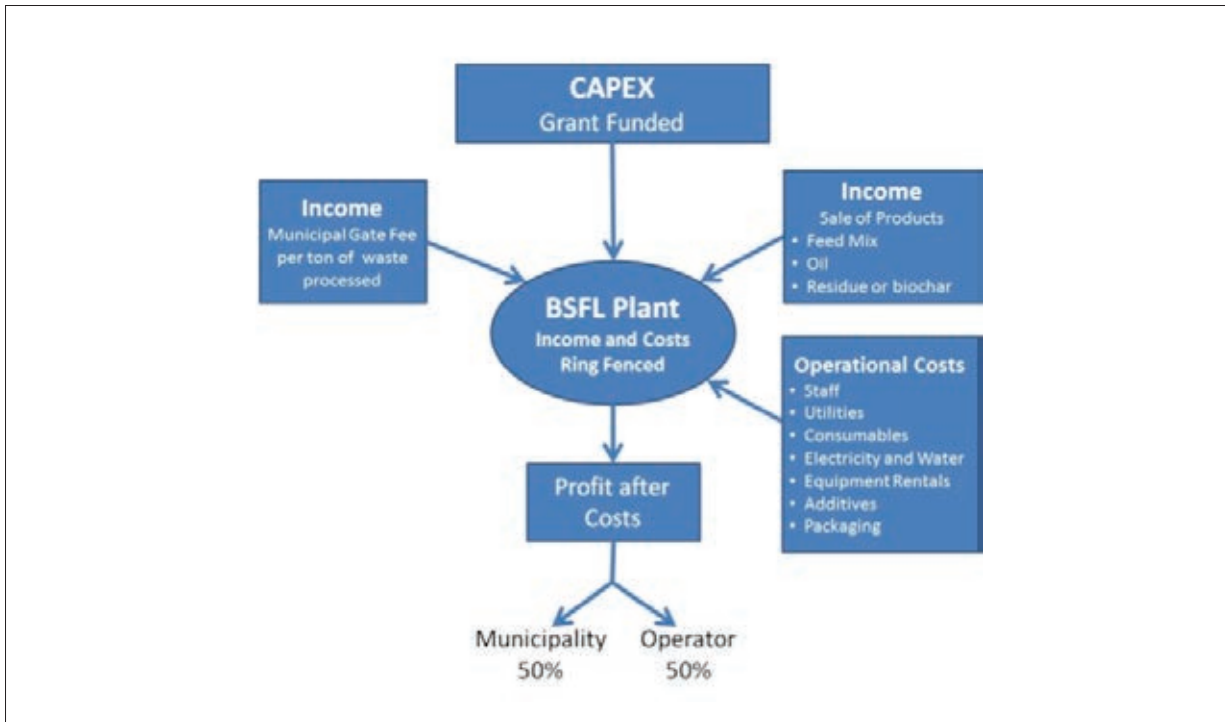 CAPEX
Grant Funded
Income
Municipal Gate Fee
per ton of waste
processed
Income
Sale of Products
• Feed Mix
• Oil
• Residue or biochar
BSFL Plant
Income and Costs
Ring Fenced
Operational Costs
• Staff
• Utilities
• Consumables
• Electricity and Water
• Equipment Rentals
• Additives
• Packaging
Profit after
Costs
Municipality
50%
Operator
50%